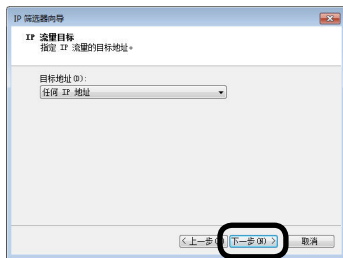 IP 筛选器向导
IP 流量目标
指定 IP 流量的目标地址。
目标地址(D):
任何 IP 地址
<上一步( 下一步(N) > 取消